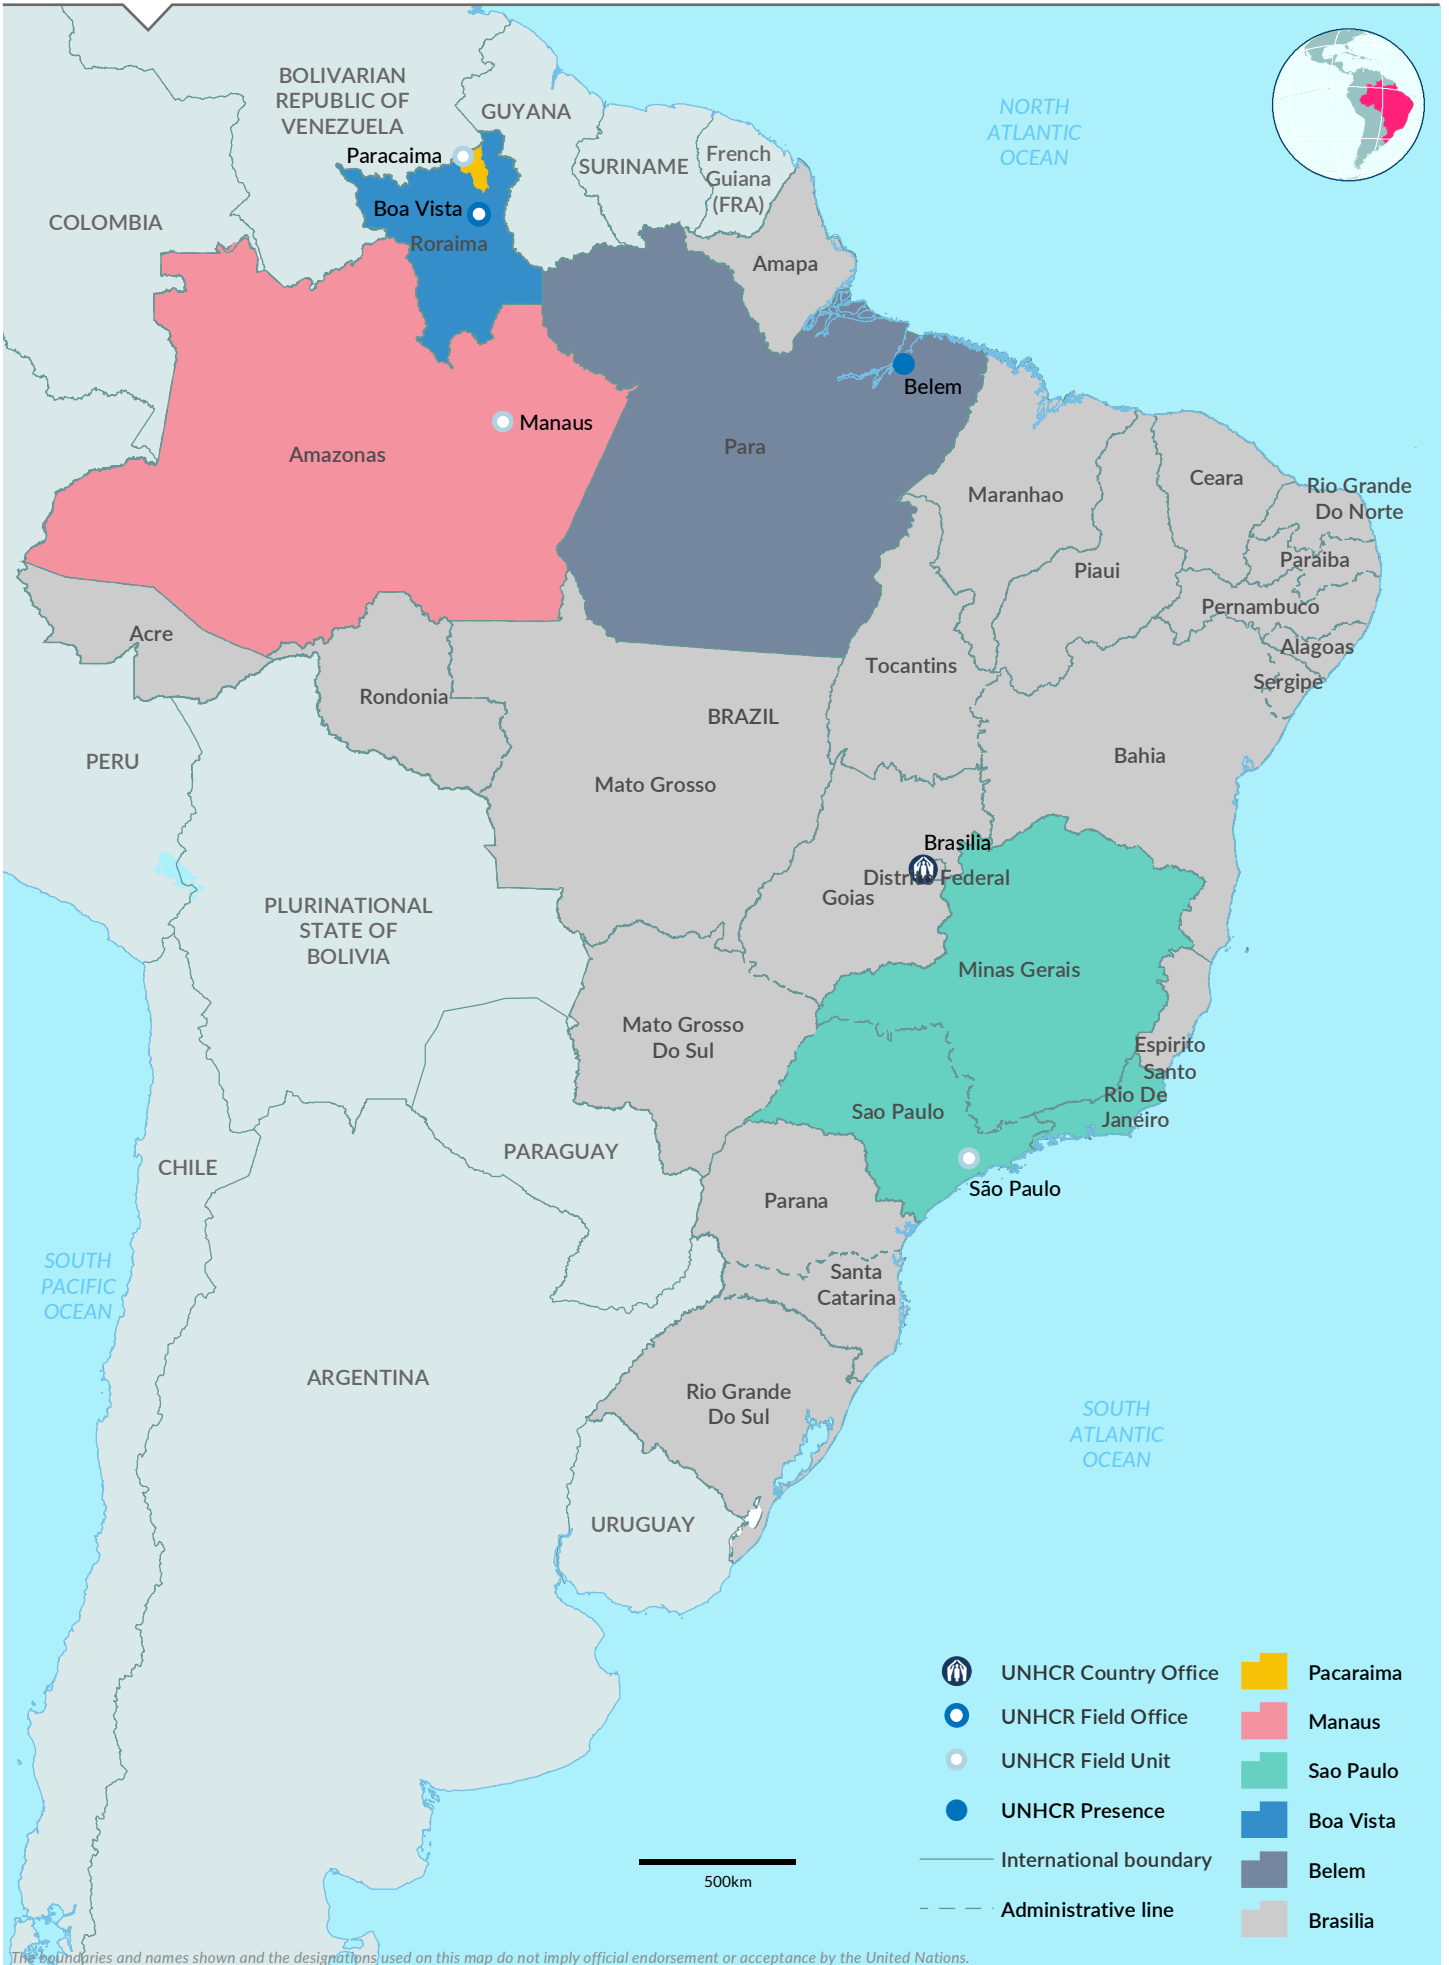 BOLIVARIAN
REPUBLIC OF
VENEZUELA
GUYANA
NORTH
ATLANTIC
OCEAN
Paracaima
SURINAME
French
Guiana
(FRA)
COLOMBIA
Boa Vista
Roraima
Amapa
Belem
Manaus
Amazonas
Para
Maranhao
Ceara
Rio Grande
Do Norte
Paraiba
Piaui
Pernambuco
Alagoas
Sergipe
Acre
Tocantins
Rondonia
BRAZIL
PERU
Bahia
Mato Grosso
Brasilia
Distrito Federal
Goias
PLURINATIONAL
STATE OF
BOLIVIA
Minas Gerais
Mato Grosso
Do Sul
Espirito
Santo
Rio De
Janeiro
Sao Paulo
PARAGUAY
CHILE
São Paulo
Parana
SOUTH
PACIFIC
OCEAN
Santa
Catarina
ARGENTINA
Rio Grande
Do Sul
SOUTH
ATLANTIC
OCEAN
URUGUAY
UNHCR Country Office
UNHCR Field Office
UNHCR Field Unit
UNHCR Presence
International boundary
Administrative line
Pacaraima
Manaus
Sao Paulo
Boa Vista
Belem
Brasilia
500km
The boundaries and names shown and the designations used on this map do not imply official endorsement or acceptance by the United Nations.